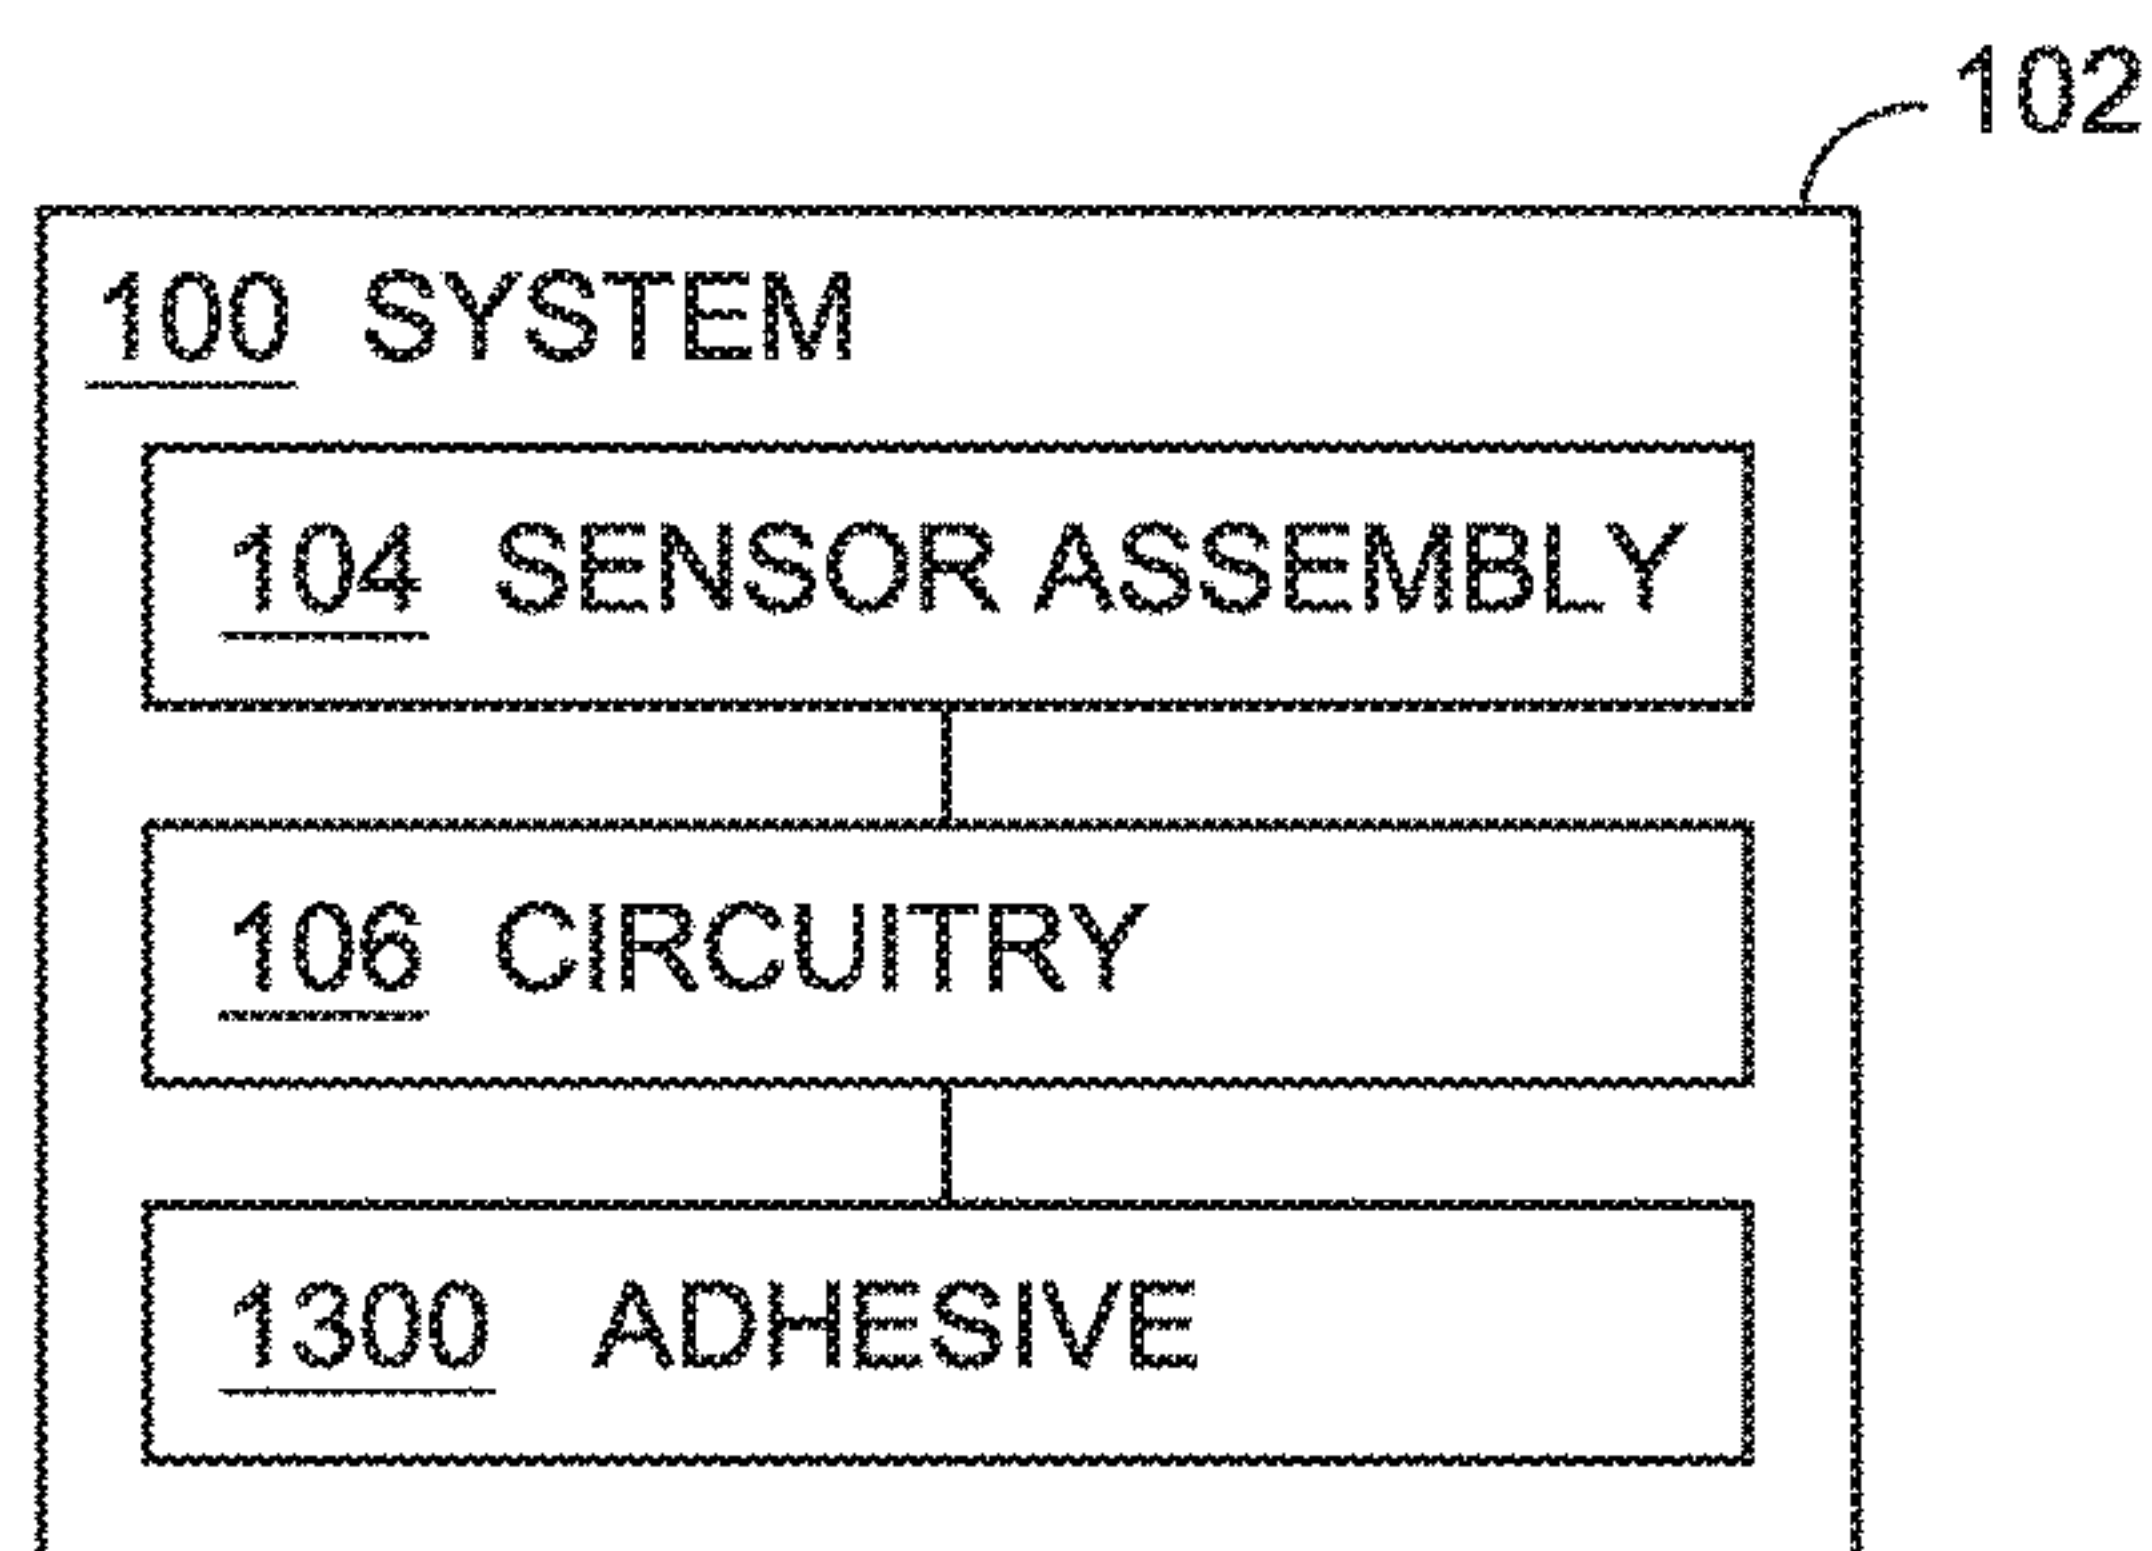 102
100 SYSTEM
104 SENSOR ASSEMBLY
106 CIRCUITRY
1300 ADHESIVE